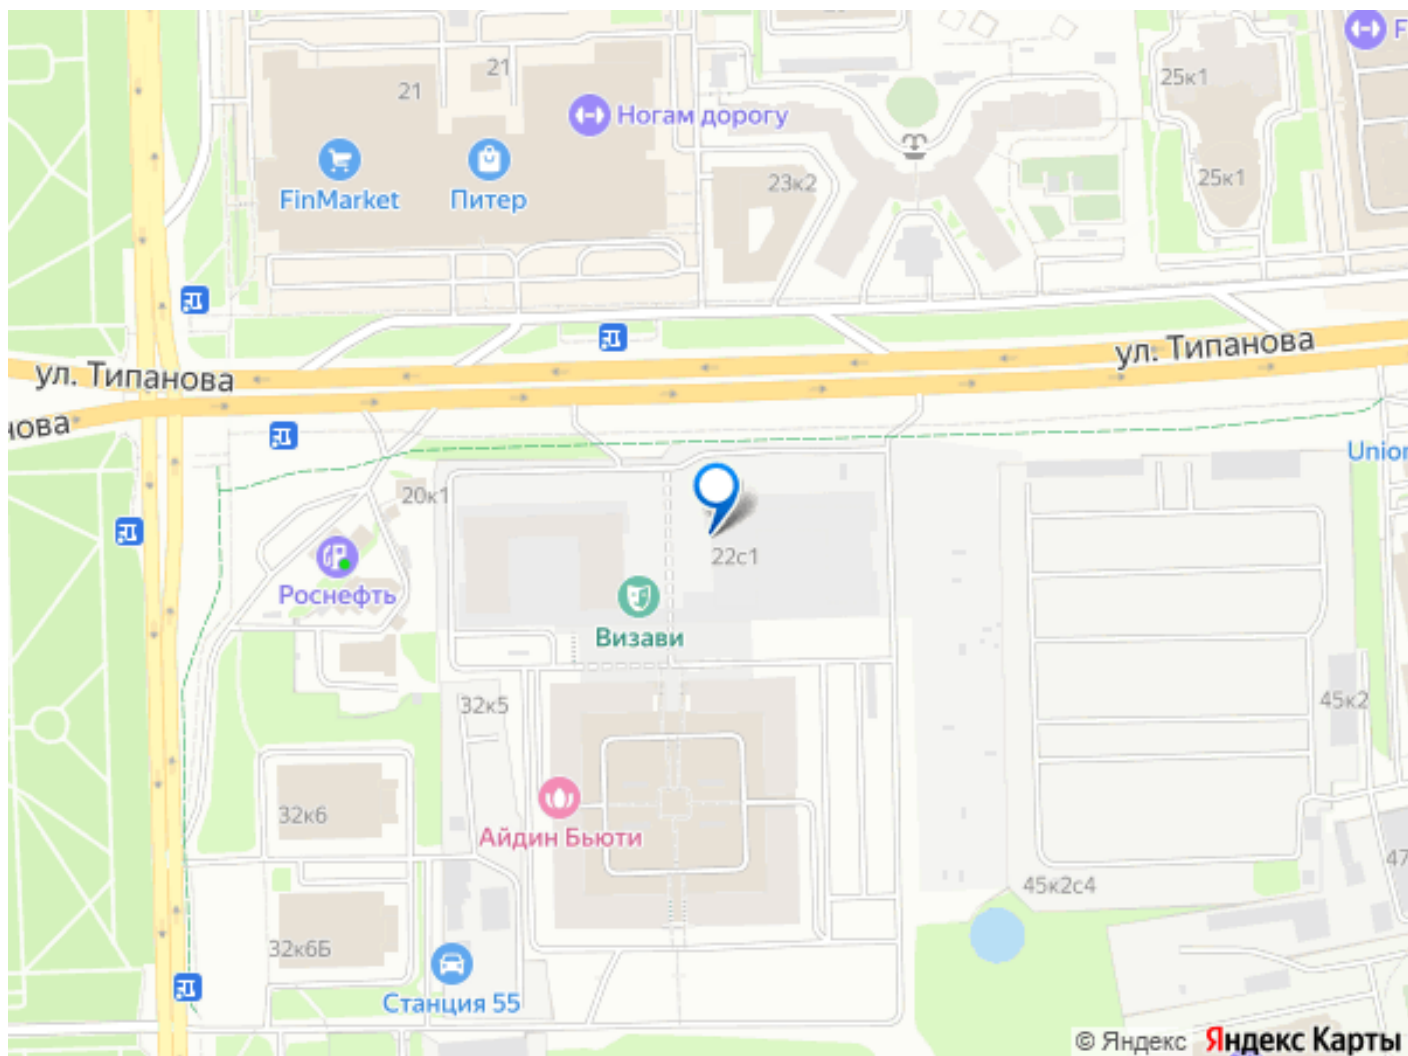 21
21
Ногам дорогу
FinMarket
Питер
23к2
25к1
25к1
F
ул. Типанова
ул. Типанова
нова
Union
20к1
22с1
Роснефть
Визави
32к5
45к2
32к6
Айдин Бьюти
47
45к2с4
32к6Б
Станция 55
© Яндекс Яндекс Карты